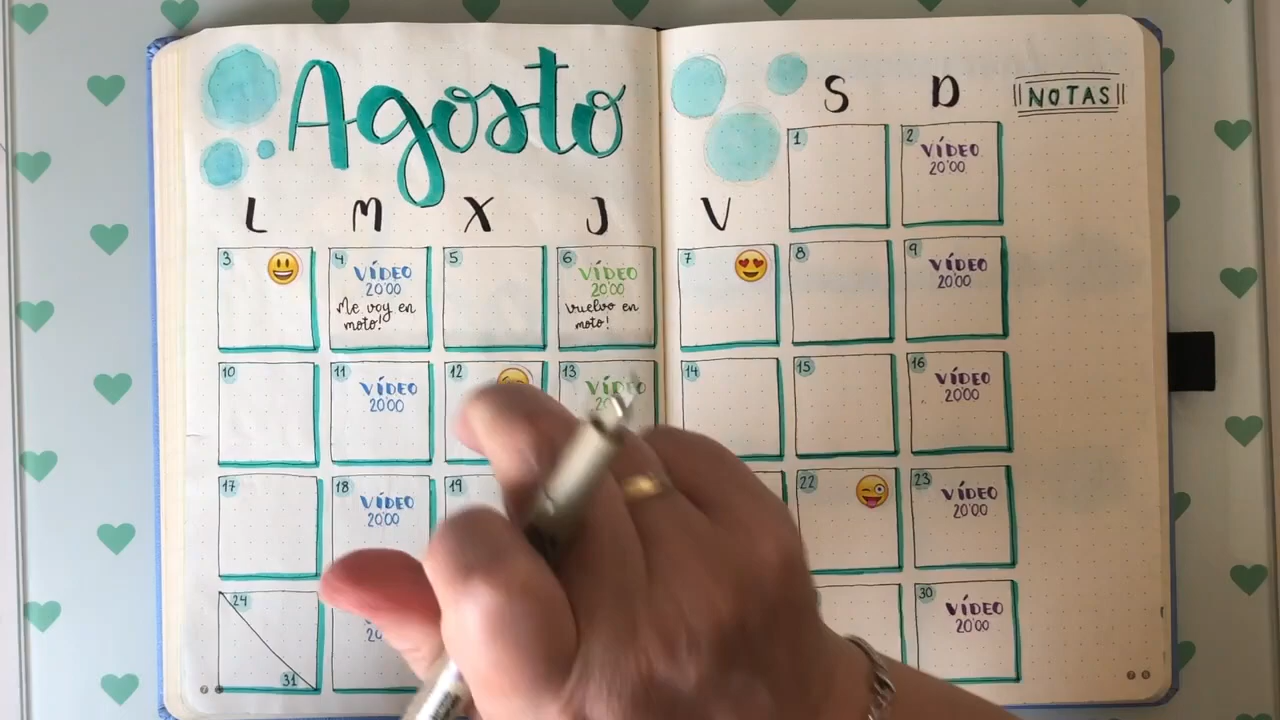 Agosto
S D NOTAS
L M X J V
1
2 VÍDEO
20'00
3
4 VÍDEO
20'00
Me voy en
moto!
5
6 VÍDEO
20'00
vuelvo en
moto!
7
8
9 VÍDEO
20'00
10
11 VÍDEO
20'00
12
13 VÍDEO
14
15
16 VÍDEO
20'00
17
18 VÍDEO
20'00
19
22
23 VÍDEO
20'00
24
31
30 VÍDEO
20'00